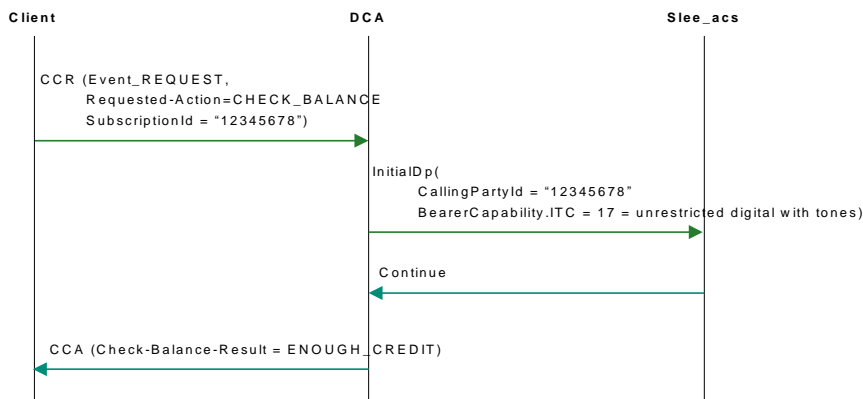 Client DCA Slee_acs
CCR (Event_REQUEST,
Requested-Action=CHECK_BALANCE
SubscriptionId = “12345678”)
InitialDp(
CallingPartyId = “12345678”
BearerCapability.ITC = 17 = unrestricted digital with tones)
Continue
CCA (Check-Balance-Result = ENOUGH_CREDIT)